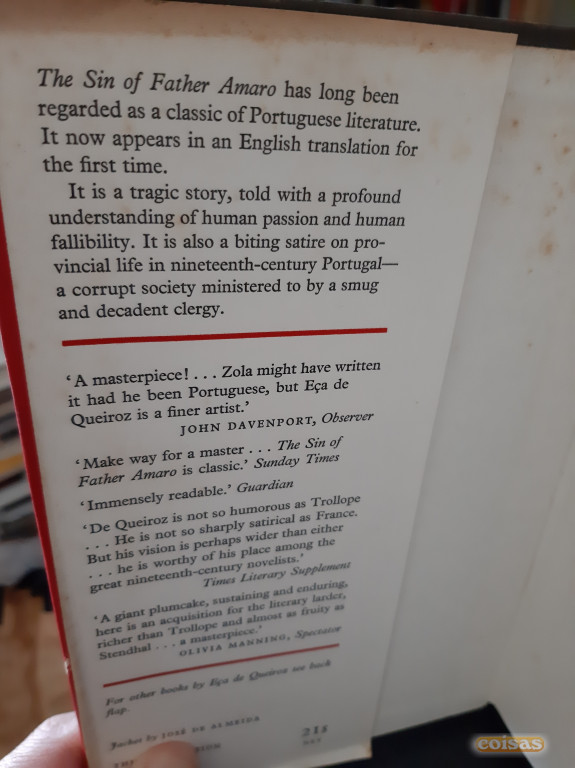 The Sin of Father Amaro has long been
regarded as a classic of Portuguese literature.
It now appears in an English translation for
the first time.
It is a tragic story, told with a profound
understanding of human passion and human
fallibility. It is also a biting satire on pro-
vincial life in nineteenth-century Portugal—
a corrupt society ministered to by a smug
and decadent clergy.
‘A masterpiece! . . . Zola might have written
it had he been Portuguese, but Eça de
Queiroz is a finer artist.’
JOHN DAVENPORT, Observer
‘Make way for a master . . . The Sin of
Father Amaro is classic.’ Sunday Times
‘Immensely readable.’ Guardian
‘De Queiroz is not so humorous as Trollope
. . . He is not so sharply satirical as France.
But his vision is perhaps wider than either
. . . he is worthy of his place among the
great nineteenth-century novelists.’
Times Literary Supplement
‘A giant plumcake, sustaining and enduring,
here is an acquisition for the literary larder,
richer than Trollope and almost as fruity as
Stendhal . . . a masterpiece.’
OLIVIA MANNING, Spectator
For other books by Eça de Queiroz see back
flap.
Jacket by JOSÉ DE ALMEIDA
21s
NET
coisas